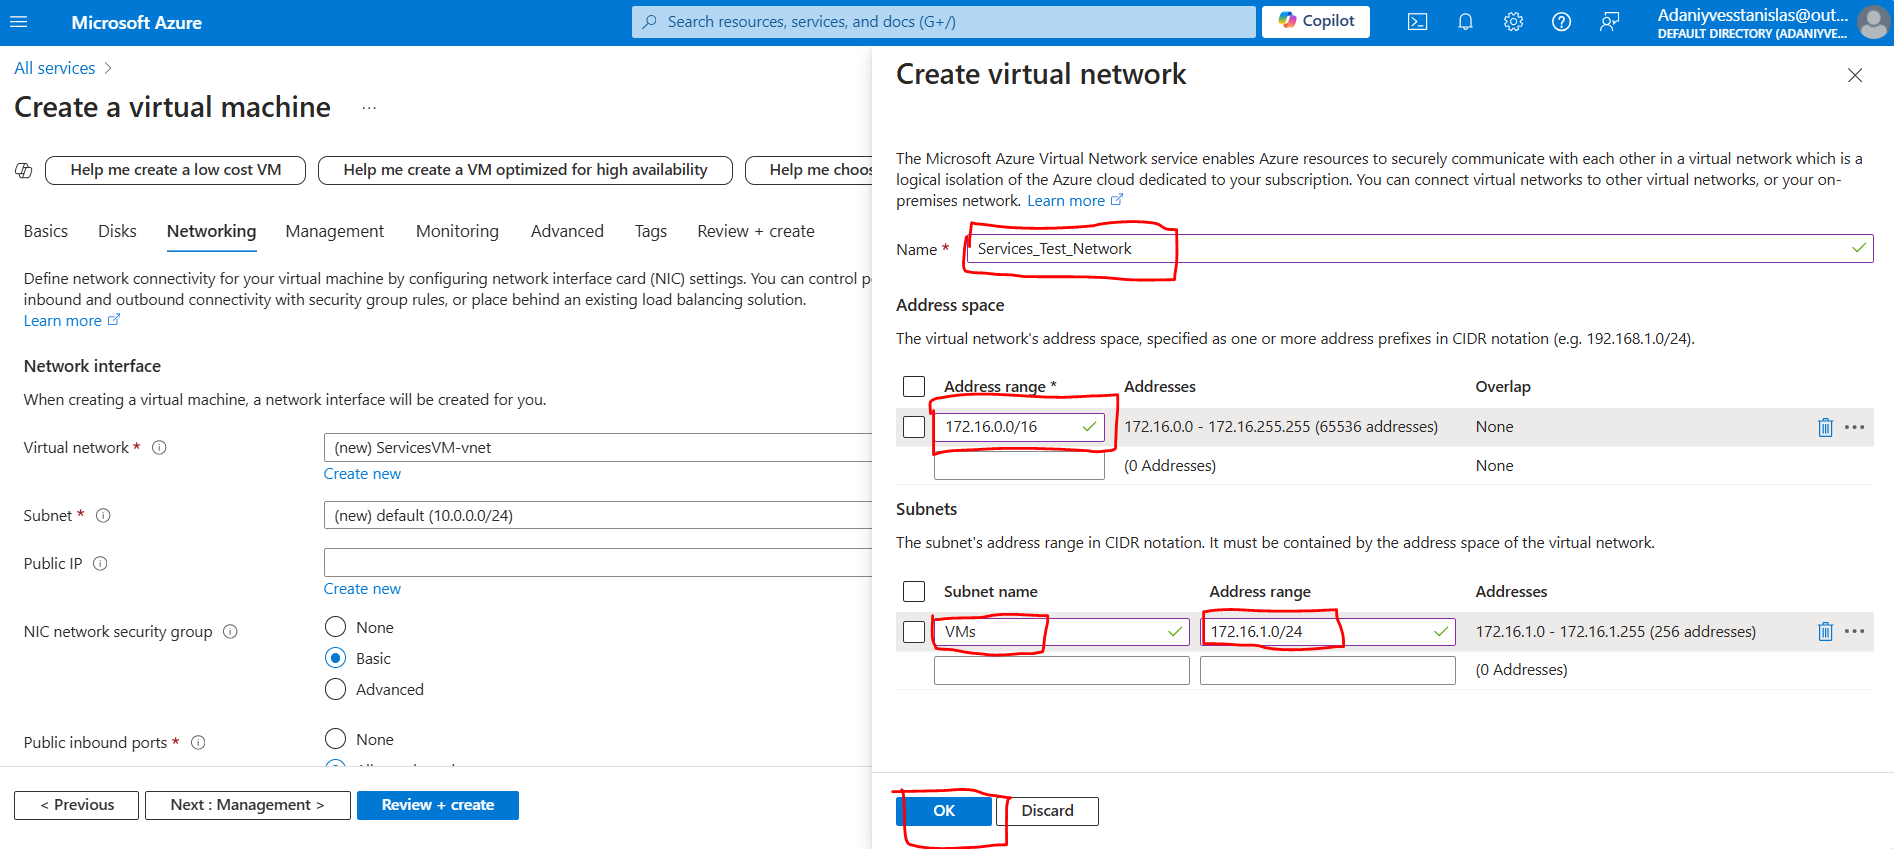 Microsoft Azure
Search resources, services, and docs (G+/)
Copilot
Adaniyvesstanislas@out...
DEFAULT DIRECTORY (ADANIYVE...
All services >
Create a virtual machine ...
Help me create a low cost VM
Help me create a VM optimized for high availability
Help me choos
Basics Disks Networking Management Monitoring Advanced Tags Review + create
Define network connectivity for your virtual machine by configuring network interface card (NIC) settings. You can control p
inbound and outbound connectivity with security group rules, or place behind an existing load balancing solution.
Learn more
Network interface
When creating a virtual machine, a network interface will be created for you.
Virtual network *
(new) ServicesVM-vnet
Create new
Subnet *
(new) default (10.0.0.0/24)
Public IP
Create new
NIC network security group
None
Basic
Advanced
Public inbound ports *
None
< Previous
Next : Management >
Review + create
Create virtual network
The Microsoft Azure Virtual Network service enables Azure resources to securely communicate with each other in a virtual network which is a
logical isolation of the Azure cloud dedicated to your subscription. You can connect virtual networks to other virtual networks, or your on-
premises network. Learn more
Name *
Services_Test_Network
Address space
The virtual network's address space, specified as one or more address prefixes in CIDR notation (e.g. 192.168.1.0/24).
Address range * Addresses Overlap
172.16.0.0/16 172.16.0.0 - 172.16.255.255 (65536 addresses) None
(0 Addresses) None
Subnets
The subnet's address range in CIDR notation. It must be contained by the address space of the virtual network.
Subnet name Address range Addresses
VMs 172.16.1.0/24 172.16.1.0 - 172.16.1.255 (256 addresses)
(0 Addresses)
OK
Discard